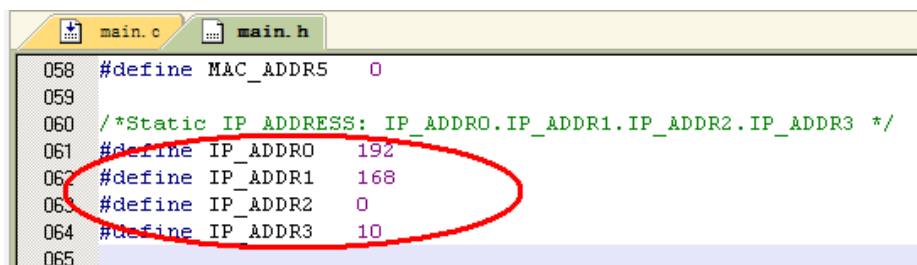 main.c main.h
058 #define MAC_ADDR5 0
059
060 /*Static IP ADDRESS: IP_ADDR0.IP_ADDR1.IP_ADDR2.IP_ADDR3 */
061 #define IP_ADDR0 192
062 #define IP_ADDR1 168
063 #define IP_ADDR2 0
064 #define IP_ADDR3 10
065